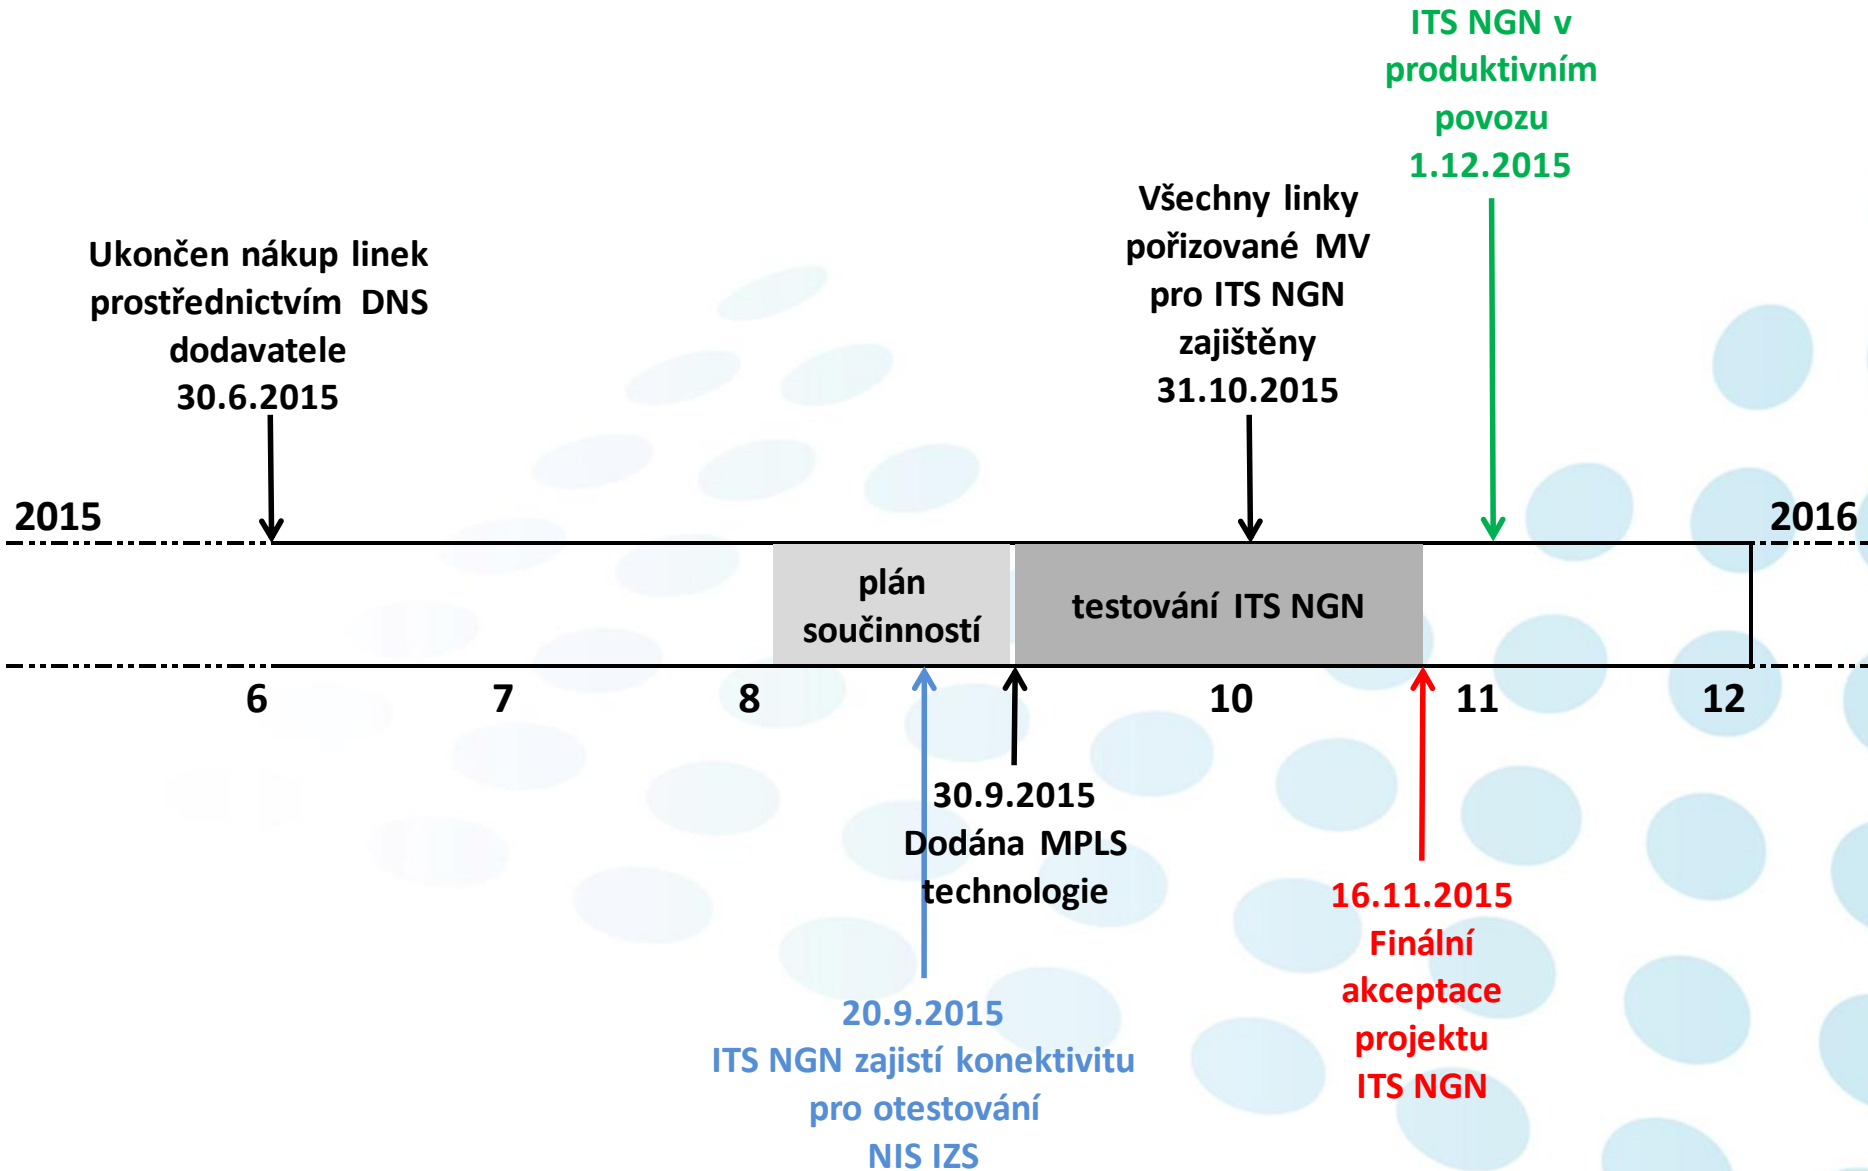 ITS NGN v
produktivním
povozu
1.12.2015
Všechny linky
pořizované MV
pro ITS NGN
zajištěny
31.10.2015
Ukončen nákup linek
prostřednictvím DNS
dodavatele
30.6.2015
2015
2016
plán
součinností
testování ITS NGN
6
7
8
10
11
12
30.9.2015
Dodána MPLS
technologie
16.11.2015
Finální
akceptace
projektu
ITS NGN
20.9.2015
ITS NGN zajistí konektivitu
pro otestování
NIS IZS